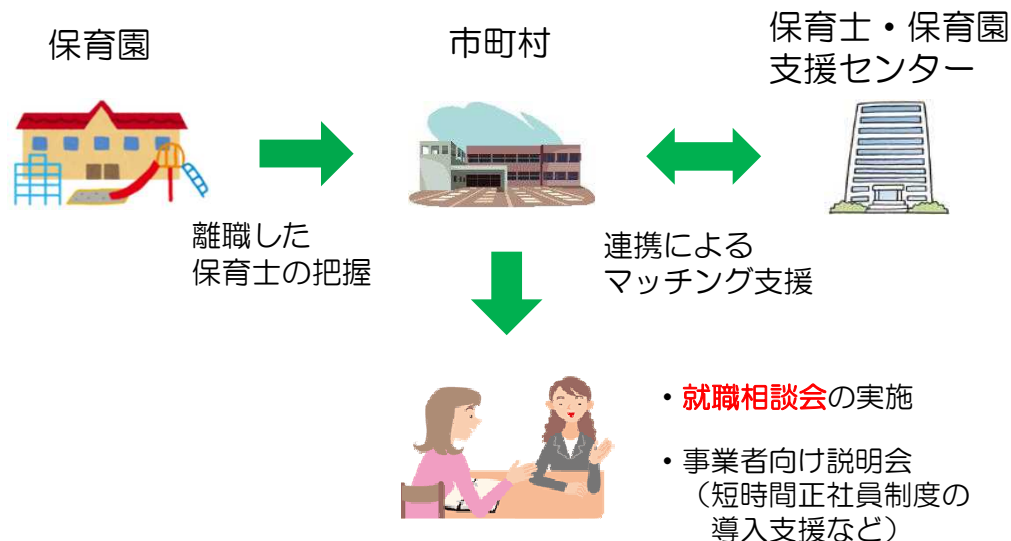 保育園
市町村
保育士・保育園
支援センター
離職した
保育士の把握
連携による
マッチング支援
・就職相談会の実施
・事業者向け説明会
（短時間正社員制度の
導入支援など）